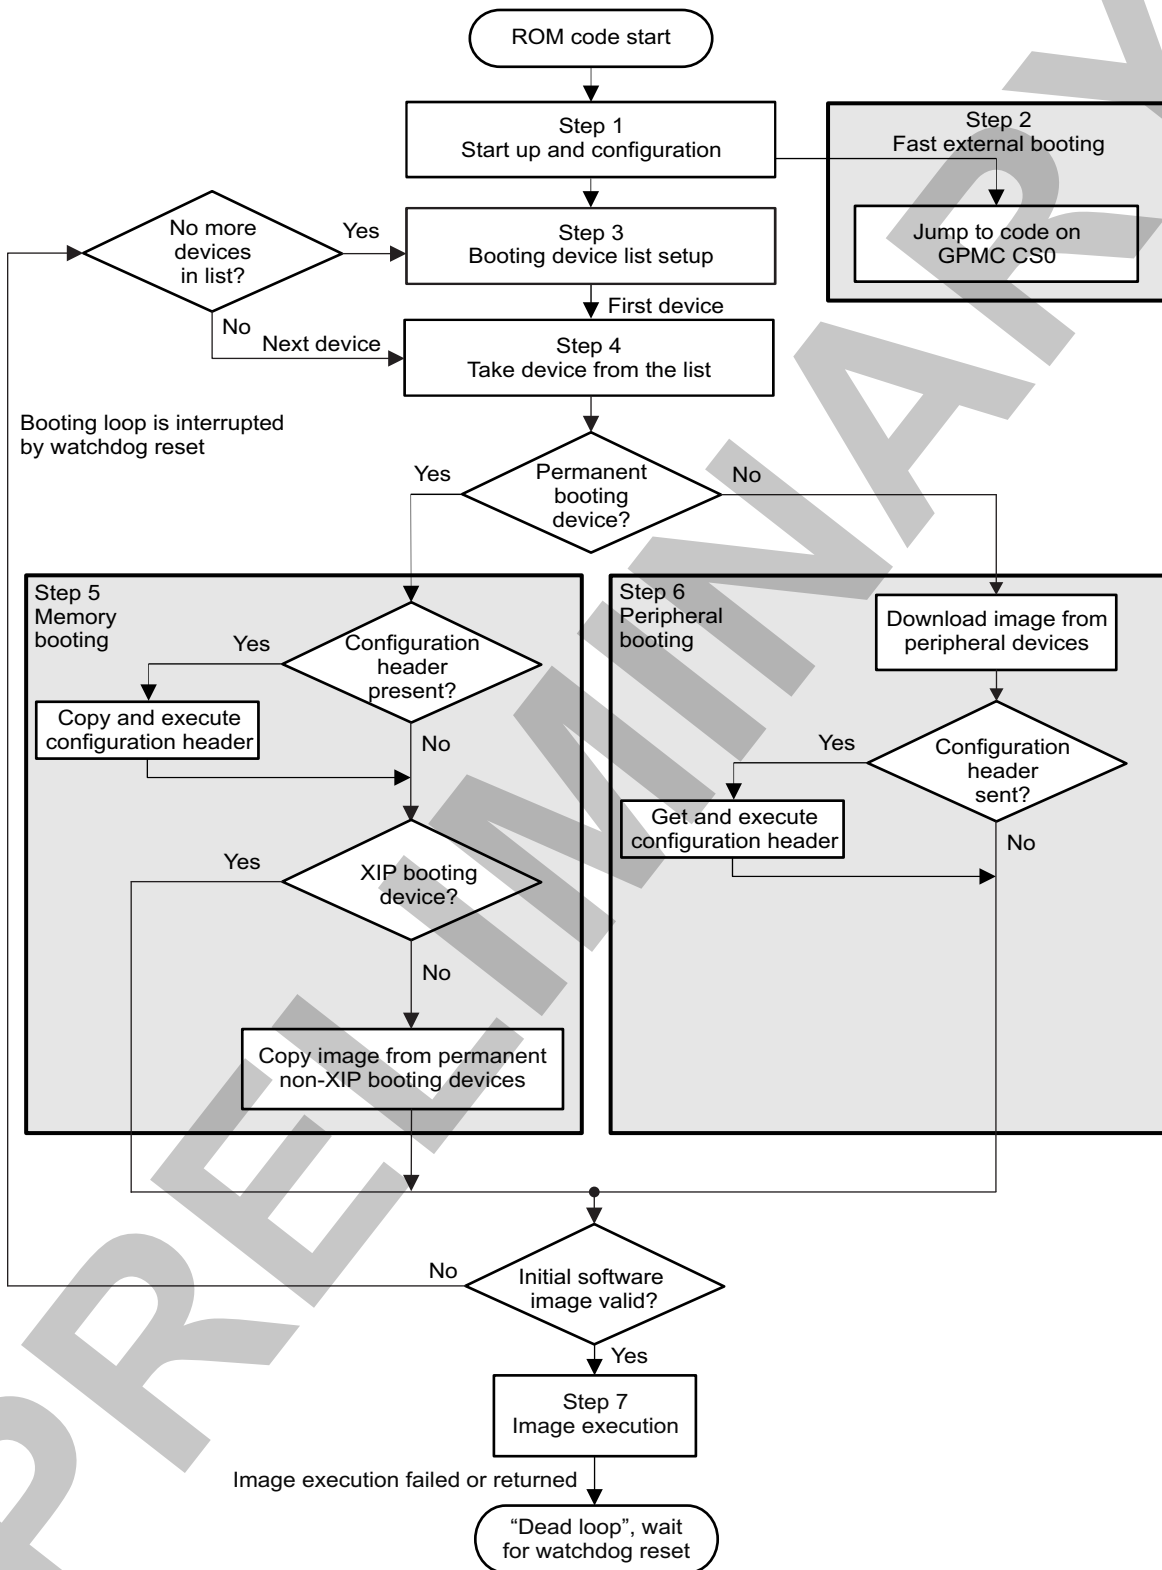 ROM code start
Step 1
Start up and configuration
Step 2
Fast external booting
Jump to code on
GPMC CS0
No more
devices
in list?
Yes
Step 3
Booting device list setup
First device
No
Next device
Step 4
Take device from the list
Booting loop is interrupted
by watchdog reset
Yes
Permanent
booting
device?
No
Step 5
Memory
booting
Yes
Configuration
header
present?
Copy and execute
configuration header
No
Yes
XIP booting
device?
No
Copy image from permanent
non-XIP booting devices
Step 6
Peripheral
booting
Download image from
peripheral devices
Yes
Configuration
header
sent?
Get and execute
configuration header
No
No
Initial software
image valid?
Yes
Step 7
Image execution
Image execution failed or returned
“Dead loop”, wait
for watchdog reset
PRELIMINARY